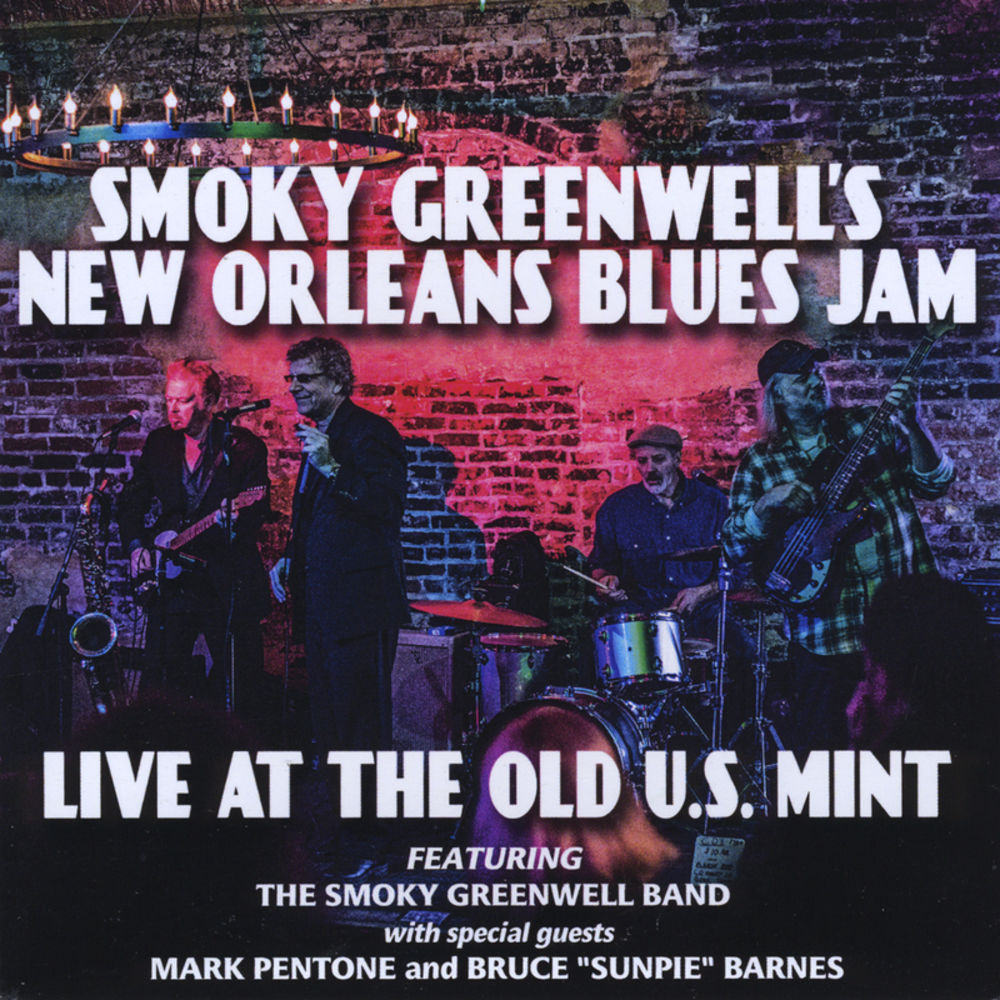 SMOKY GREENWELL'S
NEW ORLEANS BLUES JAM
LIVE AT THE OLD U.S. MINT
FEATURING
THE SMOKY GREENWELL BAND
with special guests
MARK PENTONE and BRUCE "SUNPIE" BARNES